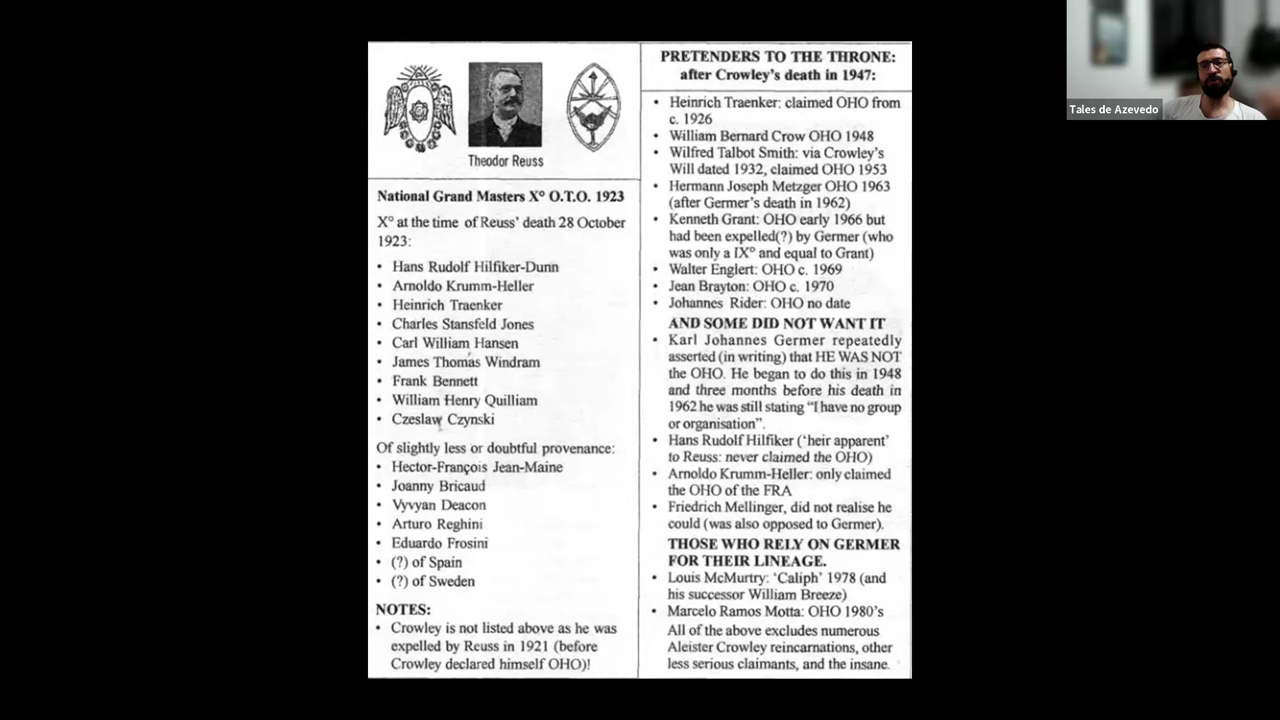 Theodor Reuss
National Grand Masters X° O.T.O. 1923
X° at the time of Reuss' death 28 October
1923:
• Hans Rudolf Hilfiker-Dunn
• Arnoldo Krumm-Heller
• Heinrich Traenker
• Charles Stansfeld Jones
• Carl William Hansen
• James Thomas Windram
• Frank Bennett
• William Henry Quilliam
• Czeslaw Czynski
Of slightly less or doubtful provenance:
• Hector-François Jean-Maine
• Joanny Bricaud
• Vyvyan Deacon
• Arturo Reghini
• Eduardo Frosini
• (?) of Spain
• (?) of Sweden
NOTES:
• Crowley is not listed above as he was
expelled by Reuss in 1921 (before
Crowley declared himself OHO)!
PRETENDERS TO THE THRONE:
after Crowley's death in 1947:
• Heinrich Traenker: claimed OHO from
c. 1926
• William Bernard Crow OHO 1948
• Wilfred Talbot Smith: via Crowley's
Will dated 1932, claimed OHO 1953
• Hermann Joseph Metzger OHO 1963
(after Germer's death in 1962)
• Kenneth Grant: OHO early 1966 but
had been expelled(?) by Germer (who
was only a IX° and equal to Grant)
• Walter Englert: OHO c. 1969
• Jean Brayton: OHO c. 1970
• Johannes Rider: OHO no date
AND SOME DID NOT WANT IT
• Karl Johannes Germer repeatedly
asserted (in writing) that HE WAS NOT
the OHO. He began to do this in 1948
and three months before his death in
1962 he was still stating "I have no group
or organisation".
• Hans Rudolf Hilfiker ('heir apparent'
to Reuss: never claimed the OHO)
• Arnoldo Krumm-Heller: only claimed
the OHO of the FRA
• Friedrich Mellinger, did not realise he
could (was also opposed to Germer).
THOSE WHO RELY ON GERMER
FOR THEIR LINEAGE.
• Louis McMurtry: 'Caliph' 1978 (and
his successor William Breeze)
• Marcelo Ramos Motta: OHO 1980's
All of the above excludes numerous
Aleister Crowley reincarnations, other
less serious claimants, and the insane.
Tales de Azevedo